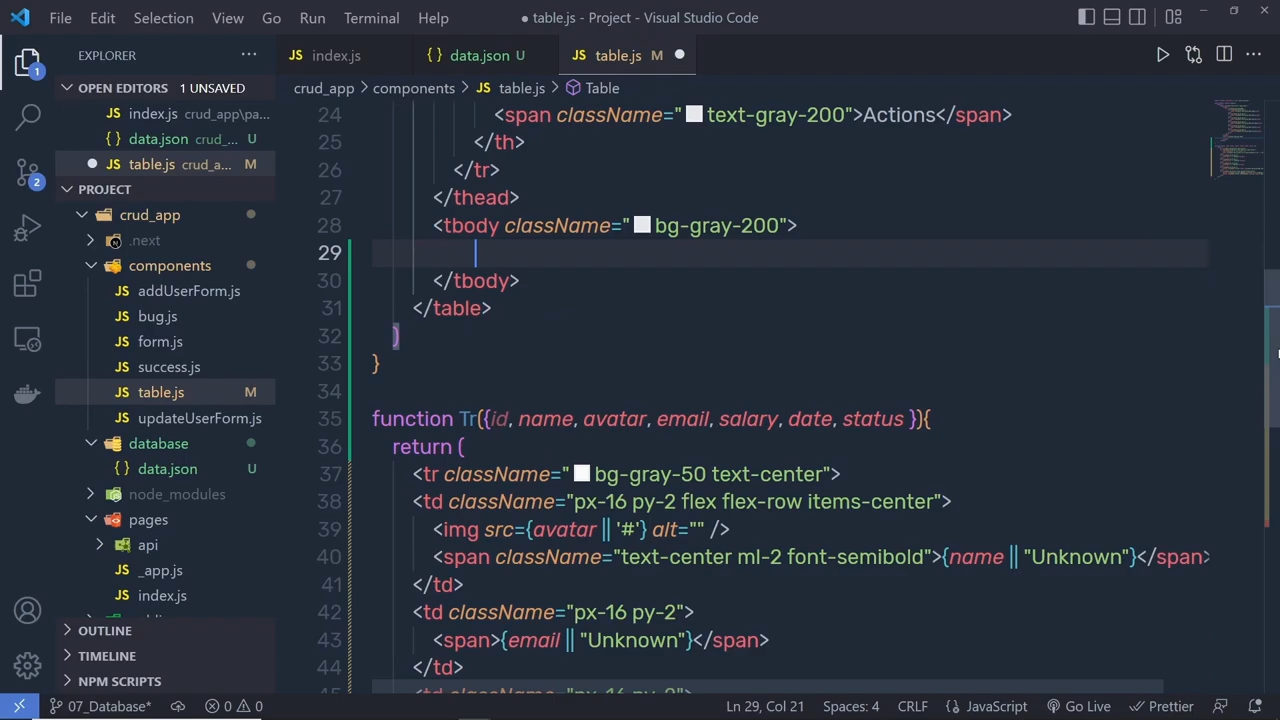 File Edit Selection View Go Run Terminal Help ● table.js - Project - Visual Studio Code
EXPLORER ···
JS index.js {} data.json U JS table.js M ●
OPEN EDITORS 1 UNSAVED
JS index.js crud_app\pa...
{} data.json crud_... U
● JS table.js crud_a... M
PROJECT
crud_app
.next
components
JS addUserForm.js
JS bug.js
JS form.js
JS success.js
JS table.js M
JS updateUserForm.js
database
{} data.json U
node_modules
pages
api
JS _app.js
JS index.js
OUTLINE
TIMELINE
NPM SCRIPTS
1
2
crud_app > components > JS table.js > Table
24 <span className="text-gray-200">Actions</span>
25 </th>
26 </tr>
27 </thead>
28 <tbody className="bg-gray-200">
29
30 </tbody>
31 </table>
32 )
33 }
34
35 function Tr({id, name, avatar, email, salary, date, status }){
36 return (
37 <tr className="bg-gray-50 text-center">
38 <td className="px-16 py-2 flex flex-row items-center">
39 <img src={avatar || '#'} alt="" />
40 <span className="text-center ml-2 font-semibold">{name || "Unknown"}</span>
41 </td>
42 <td className="px-16 py-2">
43 <span>{email || "Unknown"}</span>
44 </td>
45 <td className="px-16 py-2">
07_Database* 0 0 Ln 29, Col 21 Spaces: 4 CRLF {} JavaScript Go Live Prettier